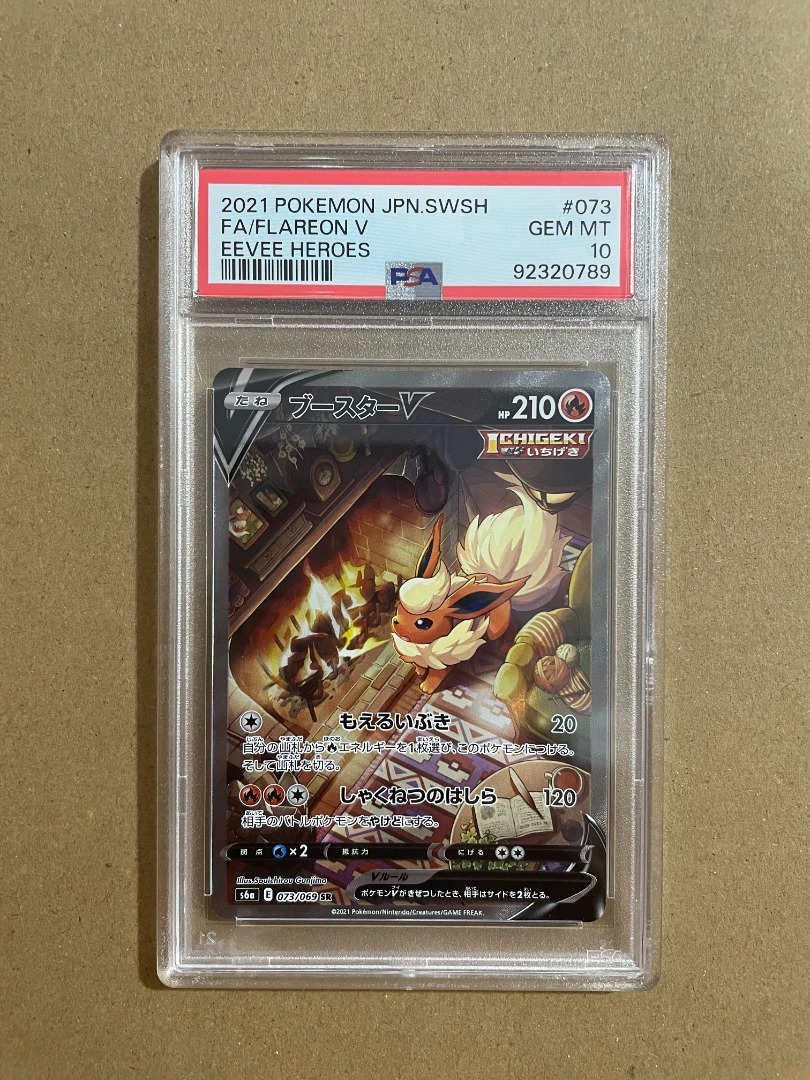 2021 POKEMON JPN.SWSH #073
FA/FLAREON V GEM MT
EEVEE HEROES 10
PSA 92320789
たね ブースターV HP 210
ICHIGEKI
いちげき
もえるいぶき 20
自分の山札から エネルギーを1枚選び、このポケモンにつける。
そして山札を切る。
しゃくねつのはしら 120
相手のバトルポケモンをやけどにする。
弱点 ×2 抵抗力 にげる
Illus. Souichirou Gunjima
Vルール
s6a E 073/069 SR ポケモンVがきぜつしたとき、相手はサイドを2枚とる。
©2021 Pokémon/Nintendo/Creatures/GAME FREAK.